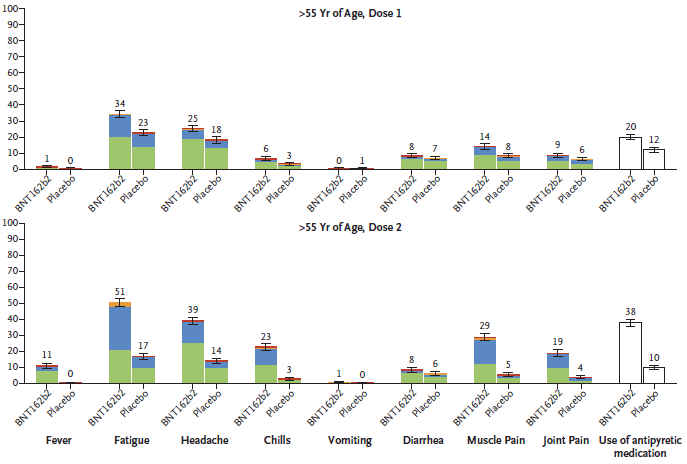 >55 Yr of Age, Dose 1
100
90
80
70
60
50
40
30
20
10
0
1 0 34 23 25 18 6 3 0 1 8 7 14 8 9 6 20 12
BNT162b2 Placebo BNT162b2 Placebo BNT162b2 Placebo BNT162b2 Placebo BNT162b2 Placebo BNT162b2 Placebo BNT162b2 Placebo BNT162b2 Placebo BNT162b2 Placebo
>55 Yr of Age, Dose 2
100
90
80
70
60
50
40
30
20
10
0
11 0 51 17 39 14 23 3 1 0 8 6 29 5 19 4 38 10
BNT162b2 Placebo BNT162b2 Placebo BNT162b2 Placebo BNT162b2 Placebo BNT162b2 Placebo BNT162b2 Placebo BNT162b2 Placebo BNT162b2 Placebo BNT162b2 Placebo
Fever Fatigue Headache Chills Vomiting Diarrhea Muscle Pain Joint Pain Use of antipyretic
medication